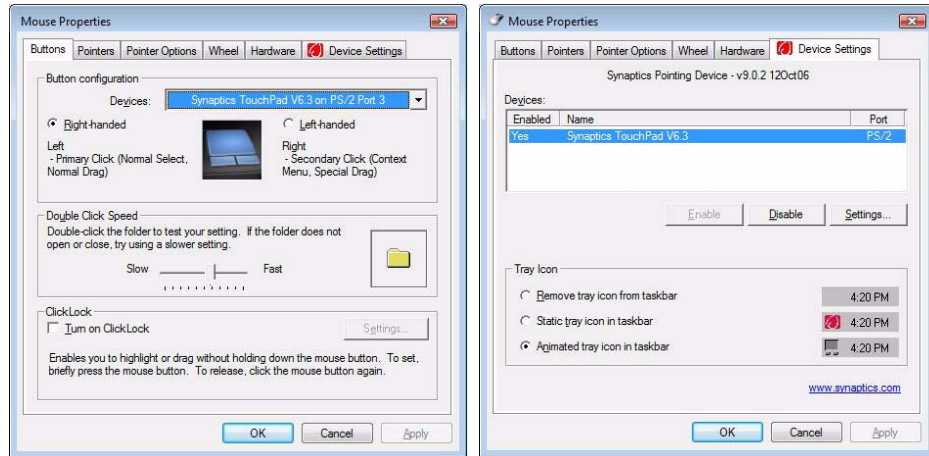 Mouse Properties
Buttons Pointers Pointer Options Wheel Hardware Device Settings
Button configuration
Devices: Synaptics TouchPad V6.3 on PS/2 Port 3
Right-handed
Left-handed
Left
- Primary Click (Normal Select,
Normal Drag)
Right
- Secondary Click (Context
Menu, Special Drag)
Double Click Speed
Double-click the folder to test your setting. If the folder does not
open or close, try using a slower setting.
Slow Fast
ClickLock
Turn on ClickLock
Settings...
Enables you to highlight or drag without holding down the mouse button. To set,
briefly press the mouse button. To release, click the mouse button again.
OK Cancel Apply
Mouse Properties
Buttons Pointers Pointer Options Wheel Hardware Device Settings
Synaptics Pointing Device - v9.0.2 12Oct06
Devices:
Enabled Name Port
Yes Synaptics TouchPad V6.3 PS/2
Enable Disable Settings...
Tray Icon
Remove tray icon from taskbar 4:20 PM
Static tray icon in taskbar 4:20 PM
Animated tray icon in taskbar 4:20 PM
www.synaptics.com
OK Cancel Apply